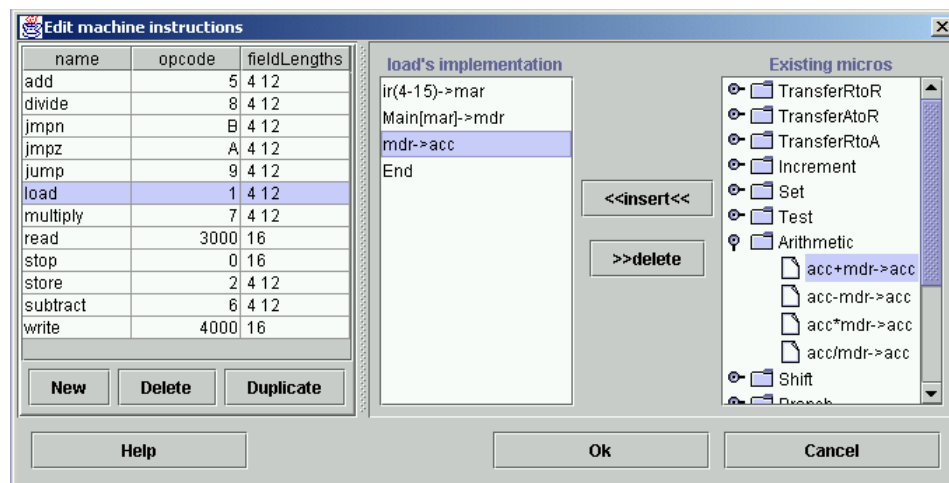 Edit machine instructions
name opcode fieldLengths
add 5 4 12
divide 8 4 12
jmpn B 4 12
jmpz A 4 12
jump 9 4 12
load 1 4 12
multiply 7 4 12
read 3000 16
stop 0 16
store 2 4 12
subtract 6 4 12
write 4000 16
New Delete Duplicate
load's implementation
ir(4-15)->mar
Main[mar]->mdr
mdr->acc
End
<<insert<<
>>delete
Existing micros
TransferRtoR
TransferAtoR
TransferRtoA
Increment
Set
Test
Arithmetic
acc+mdr->acc
acc-mdr->acc
acc*mdr->acc
acc/mdr->acc
Shift
Branch
Help Ok Cancel